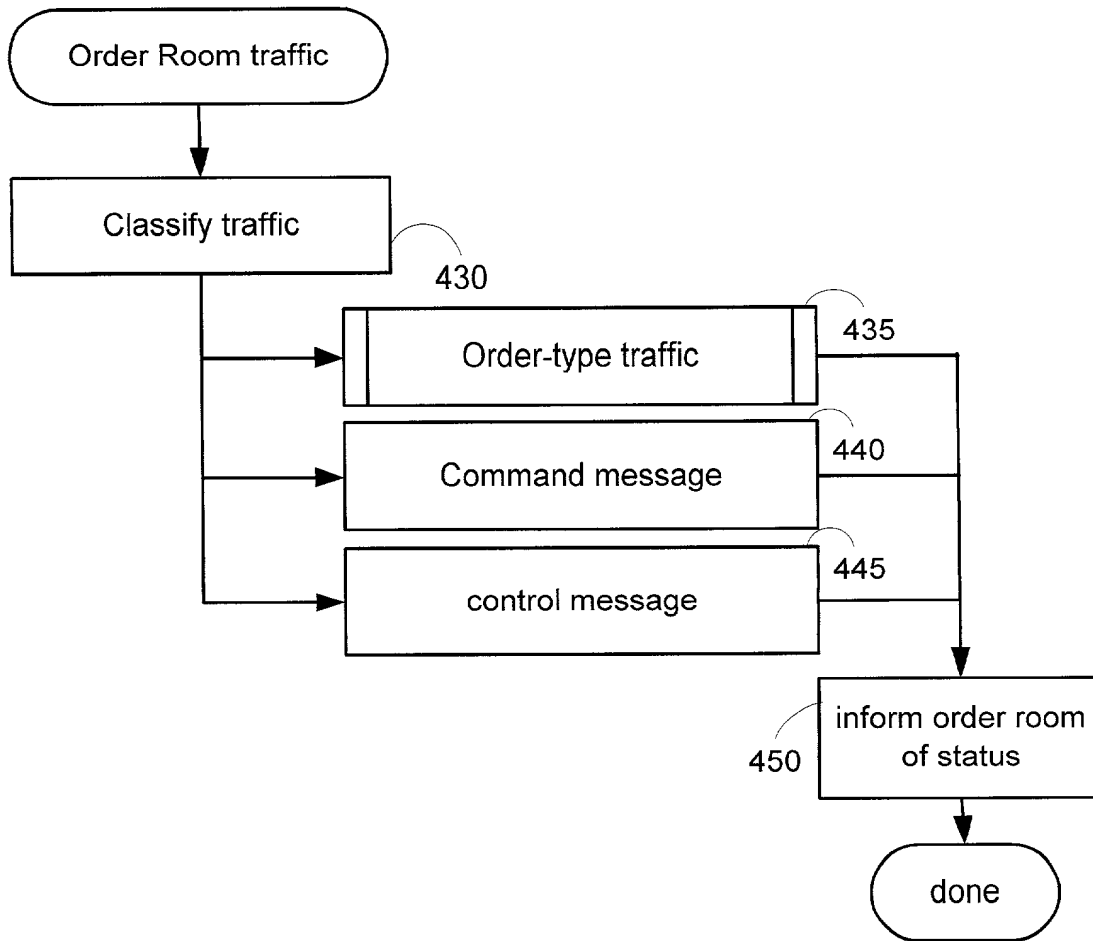 Order Room traffic
Classify traffic
430
Order-type traffic
435
Command message
440
control message
445
inform order room
of status
450
done